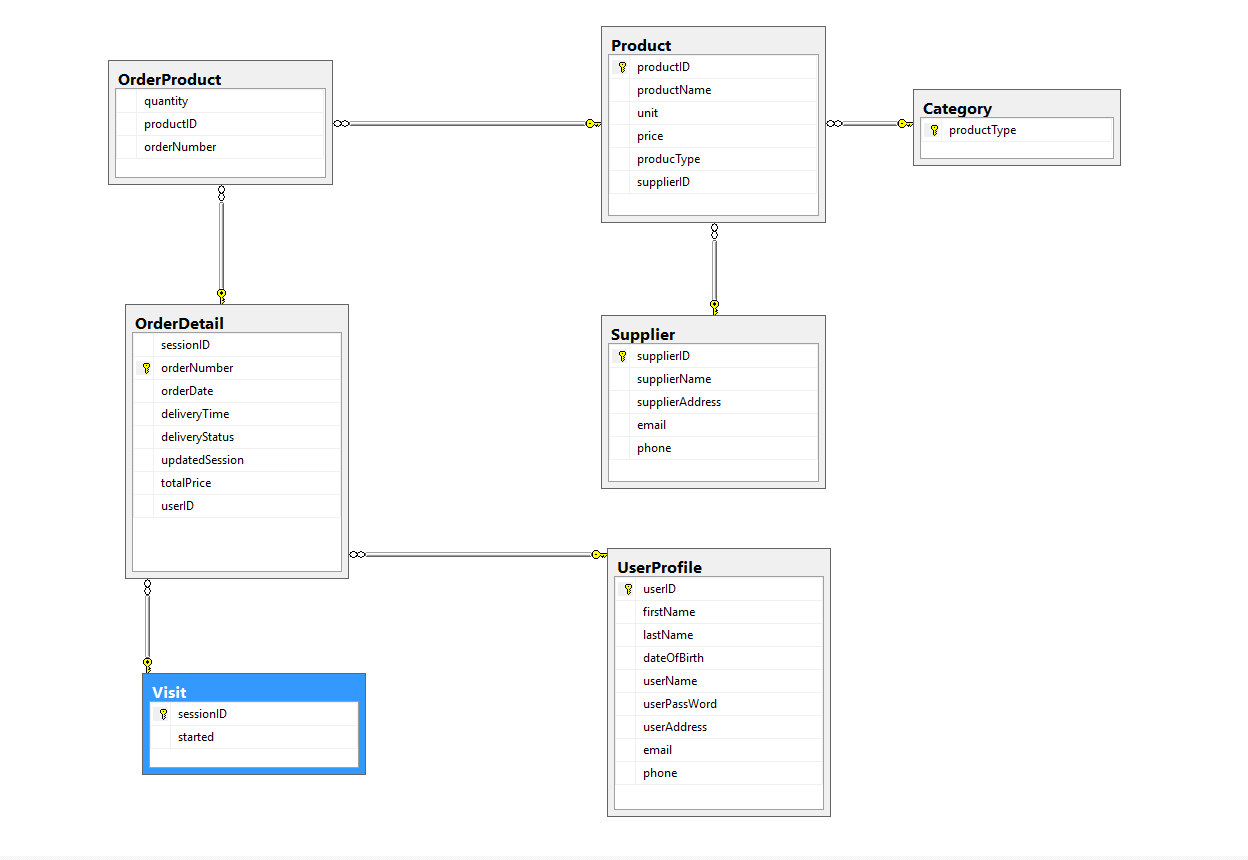 OrderProduct
quantity
productID
orderNumber
Product
productID
productName
unit
price
producType
supplierID
Category
productType
OrderDetail
sessionID
orderNumber
orderDate
deliveryTime
deliveryStatus
updatedSession
totalPrice
userID
Supplier
supplierID
supplierName
supplierAddress
email
phone
UserProfile
userID
firstName
lastName
dateOfBirth
userName
userPassWord
userAddress
email
phone
Visit
sessionID
started